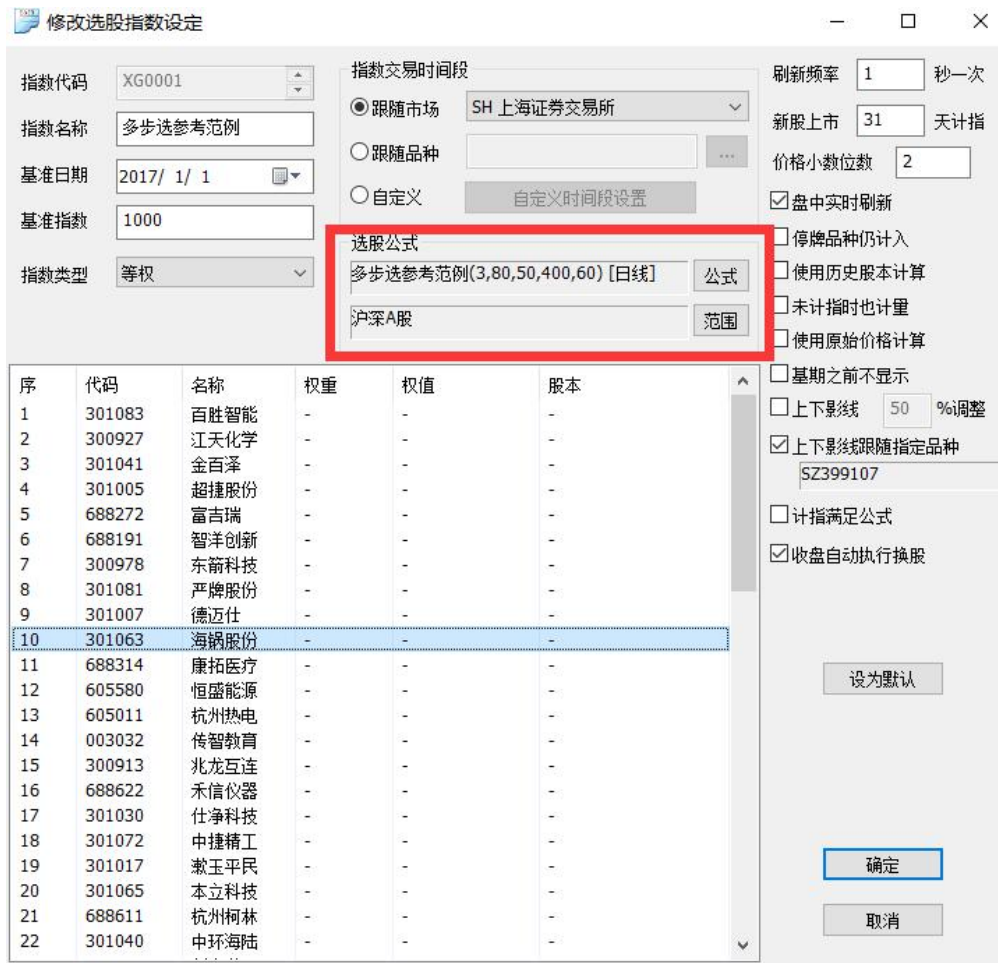 修改选股指数设定
指数代码 XG0001
指数名称 多步选参考范例
基准日期 2017/ 1/ 1
基准指数 1000
指数类型 等权
指数交易时间段
跟随市场 SH 上海证券交易所
跟随品种 ...
自定义 自定义时间段设置
选股公式
多步选参考范例(3,80,50,400,60) [日线] 公式
沪深A股 范围
刷新频率 1 秒一次
新股上市 31 天计指
价格小数位数 2
盘中实时刷新
停牌品种仍计入
使用历史股本计算
未计指时也计量
使用原始价格计算
基期之前不显示
上下影线 50 %调整
上下影线跟随指定品种
SZ399107
计指满足公式
收盘自动执行换股
设为默认
确定
取消
序 代码 名称 权重 权值 股本
1 301083 百胜智能 - - -
2 300927 江天化学 - - -
3 301041 金百泽 - - -
4 301005 超捷股份 - - -
5 688272 富吉瑞 - - -
6 688191 智洋创新 - - -
7 300978 东箭科技 - - -
8 301081 严牌股份 - - -
9 301007 德迈仕 - - -
10 301063 海锅股份 - - -
11 688314 康拓医疗 - - -
12 605580 恒盛能源 - - -
13 605011 杭州热电 - - -
14 003032 传智教育 - - -
15 300913 兆龙互连 - - -
16 688622 禾信仪器 - - -
17 301030 仕净科技 - - -
18 301072 中捷精工 - - -
19 301017 漱玉平民 - - -
20 301065 本立科技 - - -
21 688611 杭州柯林 - - -
22 301040 中环海陆 - - -